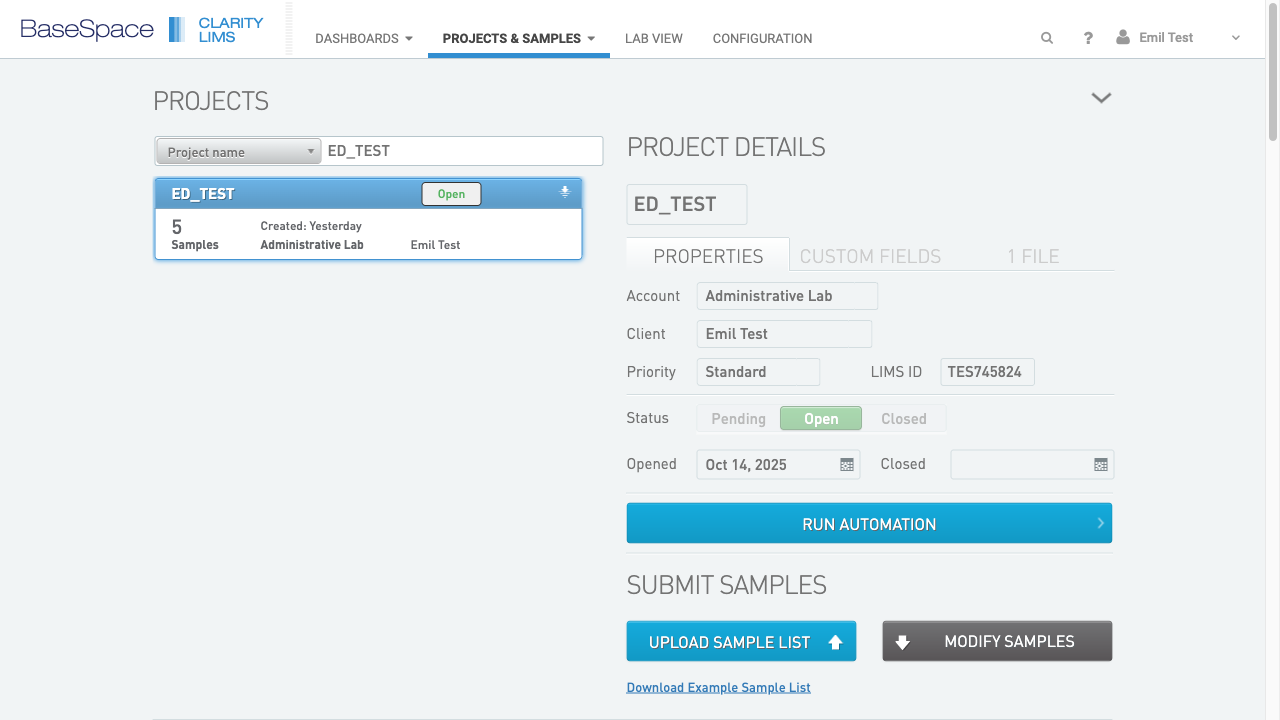 BaseSpace
CLARITY
LIMS
DASHBOARDS
PROJECTS & SAMPLES
LAB VIEW
CONFIGURATION
?
Emil Test
PROJECTS
Project name
ED_TEST
ED_TEST
Open
5
Samples
Created: Yesterday
Administrative Lab
Emil Test
PROJECT DETAILS
ED_TEST
PROPERTIES
CUSTOM FIELDS
1 FILE
Account
Administrative Lab
Client
Emil Test
Priority
Standard
LIMS ID
TES745824
Status
Pending
Open
Closed
Opened
Oct 14, 2025
Closed
RUN AUTOMATION
SUBMIT SAMPLES
UPLOAD SAMPLE LIST
MODIFY SAMPLES
Download Example Sample List